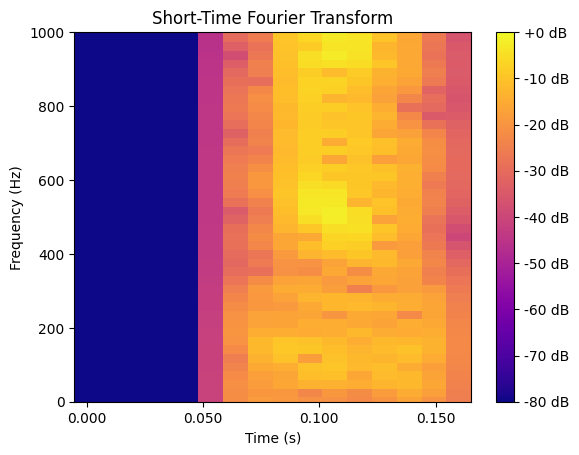 Short-Time Fourier Transform
1000
800
600
400
200
0
Frequency (Hz)
0.000
0.050
0.100
0.150
Time (s)
+0 dB
-10 dB
-20 dB
-30 dB
-40 dB
-50 dB
-60 dB
-70 dB
-80 dB